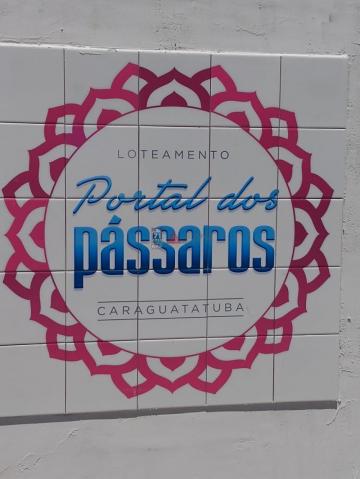 LOTEAMENTO
Portal dos
pássaros
CARAGUATATUBA